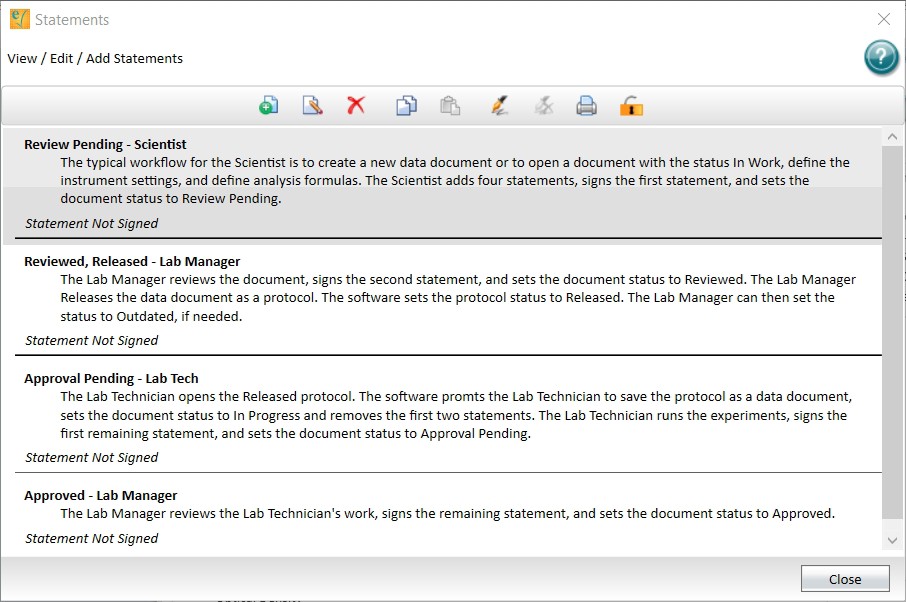 Statements
View / Edit / Add Statements
?
Review Pending - Scientist
The typical workflow for the Scientist is to create a new data document or to open a document with the status In Work, define the
instrument settings, and define analysis formulas. The Scientist adds four statements, signs the first statement, and sets the
document status to Review Pending.
Statement Not Signed
Reviewed, Released - Lab Manager
The Lab Manager reviews the document, signs the second statement, and sets the document status to Reviewed. The Lab Manager
Releases the data document as a protocol. The software sets the protocol status to Released. The Lab Manager can then set the
status to Outdated, if needed.
Statement Not Signed
Approval Pending - Lab Tech
The Lab Technician opens the Released protocol. The software promts the Lab Technician to save the protocol as a data document,
sets the document status to In Progress and removes the first two statements. The Lab Technician runs the experiments, signs the
first remaining statement, and sets the document status to Approval Pending.
Statement Not Signed
Approved - Lab Manager
The Lab Manager reviews the Lab Technician's work, signs the remaining statement, and sets the document status to Approved.
Statement Not Signed
Close